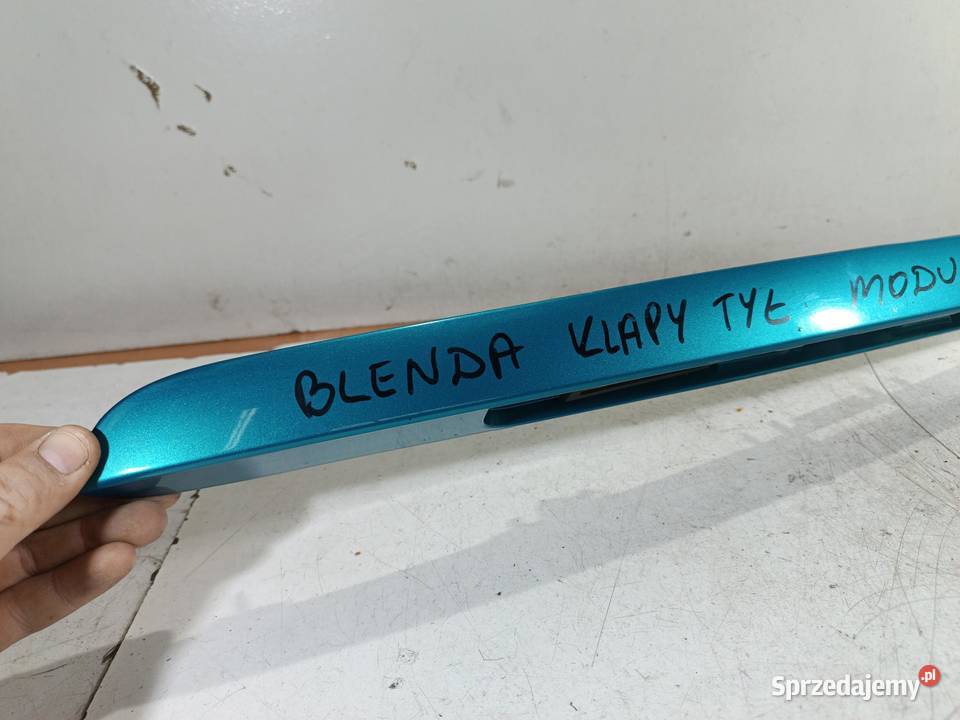 BLENDA KLAPY TYŁ MODU
Sprzedajemy.pl